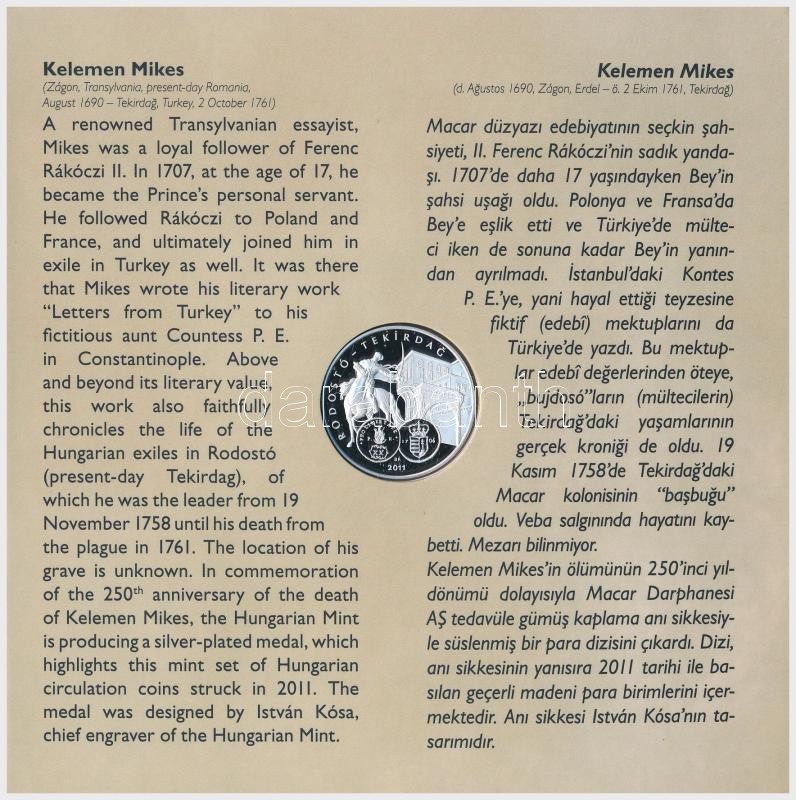 Kelemen Mikes
(Zágon, Transylvania, present-day Romania,
August 1690 – Tekirdağ, Turkey, 2 October 1761)
A renowned Transylvanian essayist,
Mikes was a loyal follower of Ferenc
Rákóczi II. In 1707, at the age of 17, he
became the Prince's personal servant.
He followed Rákóczi to Poland and
France, and ultimately joined him in
exile in Turkey as well. It was there
that Mikes wrote his literary work
“Letters from Turkey” to his
fictitious aunt Countess P. E.
in Constantinople. Above
and beyond its literary value,
this work also faithfully
chronicles the life of the
Hungarian exiles in Rodostó
(present-day Tekirdag), of
which he was the leader from 19
November 1758 until his death from
the plague in 1761. The location of his
grave is unknown. In commemoration
of the 250th anniversary of the death
of Kelemen Mikes, the Hungarian Mint
is producing a silver-plated medal, which
highlights this mint set of Hungarian
circulation coins struck in 2011. The
medal was designed by István Kósa,
chief engraver of the Hungarian Mint.
Kelemen Mikes
(d. Ağustos 1690, Zágon, Erdel – ö. 2 Ekim 1761, Tekirdağ)
Macar düzyazı edebiyatının seçkin şah-
siyeti, II. Ferenc Rákóczi'nin sadık yanda-
şı. 1707'de daha 17 yaşındayken Bey'in
şahsi uşağı oldu. Polonya ve Fransa'da
Bey'e eşlik etti ve Türkiye'de mülte-
ci iken de sonuna kadar Bey'in yanın-
dan ayrılmadı. İstanbul'daki Kontes
P. E.'ye, yani hayal ettiği teyzesine
fiktif (edebî) mektuplarını da
Türkiye'de yazdı. Bu mektup-
lar edebî değerlerinden öteye,
„bujdosó”ların (mültecilerin)
Tekirdağ'daki yaşamlarının
gerçek kroniği de oldu. 19
Kasım 1758'de Tekirdağ'daki
Macar kolonisinin “başbuğu”
oldu. Veba salgınında hayatını kay-
betti. Mezarı bilinmiyor.
Kelemen Mikes'in ölümünün 250'inci yıl-
dönümü dolayısiyla Macar Darphanesi
AŞ tedavüle gümüş kaplama anı sikkesiy-
le süslenmiş bir para dizisini çıkardı. Dizi,
anı sikkesinin yanısıra 2011 tarihi ile ba-
sılan geçerli madeni para birimlerini içer-
mektedir. Anı sikkesi István Kósa'nın ta-
sarımıdır.
RODOSTÓ - TEKİRDAĞ
XX
17 06
BÉ
2011
darabanth